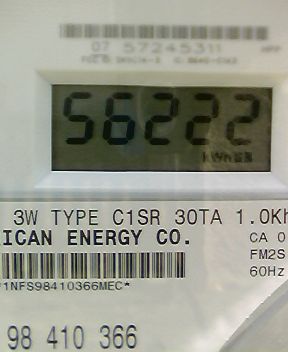 07 57245311
56222
kWh
3W TYPE C1SR 30TA 1.0Kh
ICAN ENERGY CO.
CA 0
FM2S
*1NFS98410366MEC*
60Hz
98 410 366